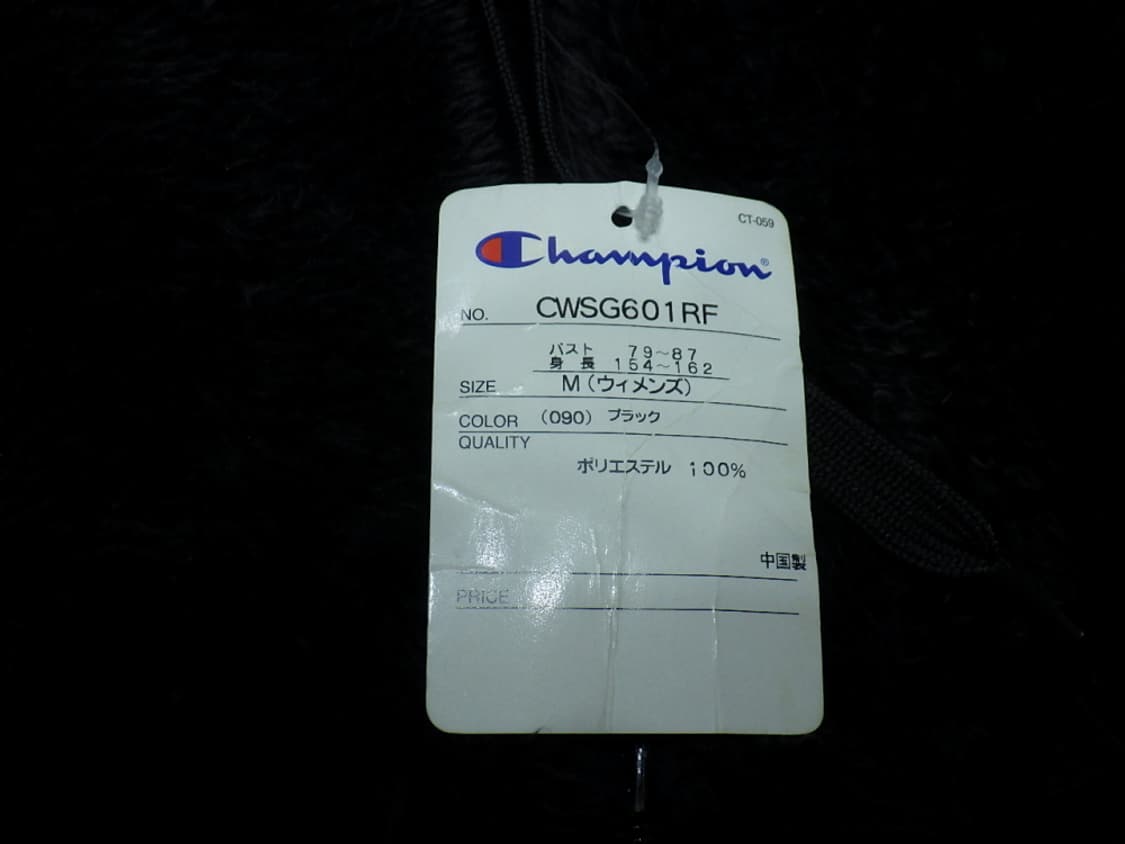 CT-059
Champion®
NO. CWSG601RF
バスト 79~87
身長 154~162
SIZE M(ウィメンズ)
COLOR (090) ブラック
QUALITY
ポリエステル 100%
中国製
PRICE